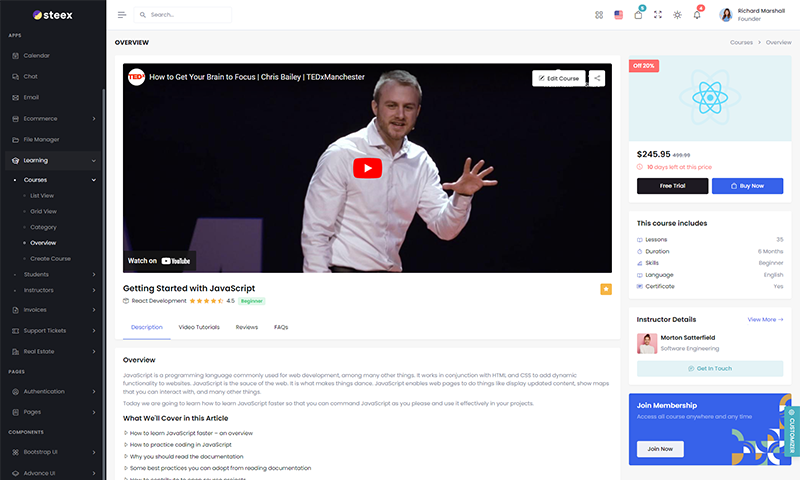 steex
APPS
Calendar
Chat
Email
Ecommerce
File Manager
Learning
Courses
List View
Grid View
Category
Overview
Create Course
Students
Instructors
Invoices
Support Tickets
Real Estate
PAGES
Authentication
Pages
COMPONENTS
Bootstrap UI
Advance UI
Search...
Richard Marshall
Founder
OVERVIEW
Courses
Overview
TEDx
How to Get Your Brain to Focus | Chris Bailey | TEDxManchester
Edit Course
Watch on YouTube
Getting Started with JavaScript
React Development
4.5
Beginner
Description
Video Tutorials
Reviews
FAQs
Overview
JavaScript is a programming language commonly used for web development, among many other things. It works in conjunction with HTML and CSS to add dynamic
functionality to websites. JavaScript is the sauce of the web. It is what makes things dance. JavaScript enables web pages to do things like display updated content, show maps
that you can interact with, and many other things.
Today we are going to learn how to learn JavaScript faster so that you can command JavaScript as you please and use it effectively in your projects.
What We'll Cover in this Article
How to learn JavaScript faster – an overview
How to practice coding in JavaScript
Why you should read the documentation
Some best practices you can adopt from reading documentation
How to contribute to open source projects
Off 20%
$245.95
10 days left at this price
Free Trial
Buy Now
This course includes
Lessons 35
Duration 6 Months
Skills Beginner
Language English
Certificate Yes
Instructor Details
View More
Morton Satterfield
Software Engineering
Get In Touch
Join Membership
Access all course anywhere and any time
Join Now
CUSTOMIZER